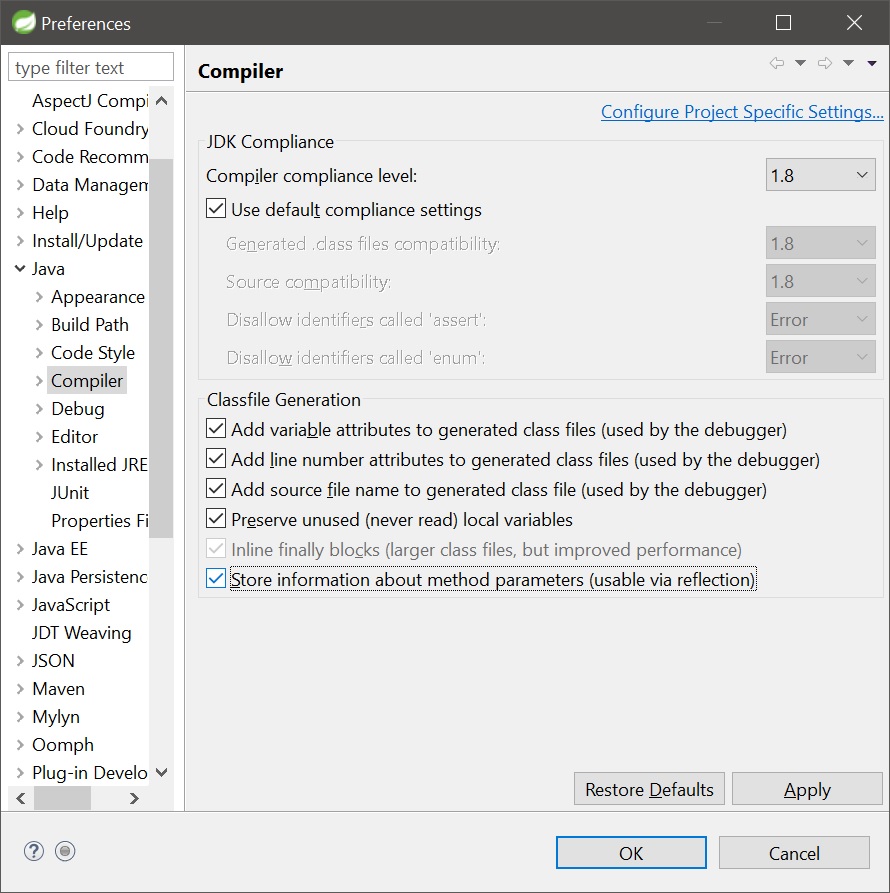 Preferences
type filter text
AspectJ Compi
Cloud Foundry
Code Recomm
Data Managem
Help
Install/Update
Java
Appearance
Build Path
Code Style
Compiler
Debug
Editor
Installed JRE
JUnit
Properties Fi
Java EE
Java Persistenc
JavaScript
JDT Weaving
JSON
Maven
Mylyn
Oomph
Plug-in Develo
Compiler
Configure Project Specific Settings...
JDK Compliance
Compiler compliance level: 1.8
Use default compliance settings
Generated .class files compatibility: 1.8
Source compatibility: 1.8
Disallow identifiers called 'assert': Error
Disallow identifiers called 'enum': Error
Classfile Generation
Add variable attributes to generated class files (used by the debugger)
Add line number attributes to generated class files (used by the debugger)
Add source file name to generated class file (used by the debugger)
Preserve unused (never read) local variables
Inline finally blocks (larger class files, but improved performance)
Store information about method parameters (usable via reflection)
Restore Defaults Apply
? OK Cancel